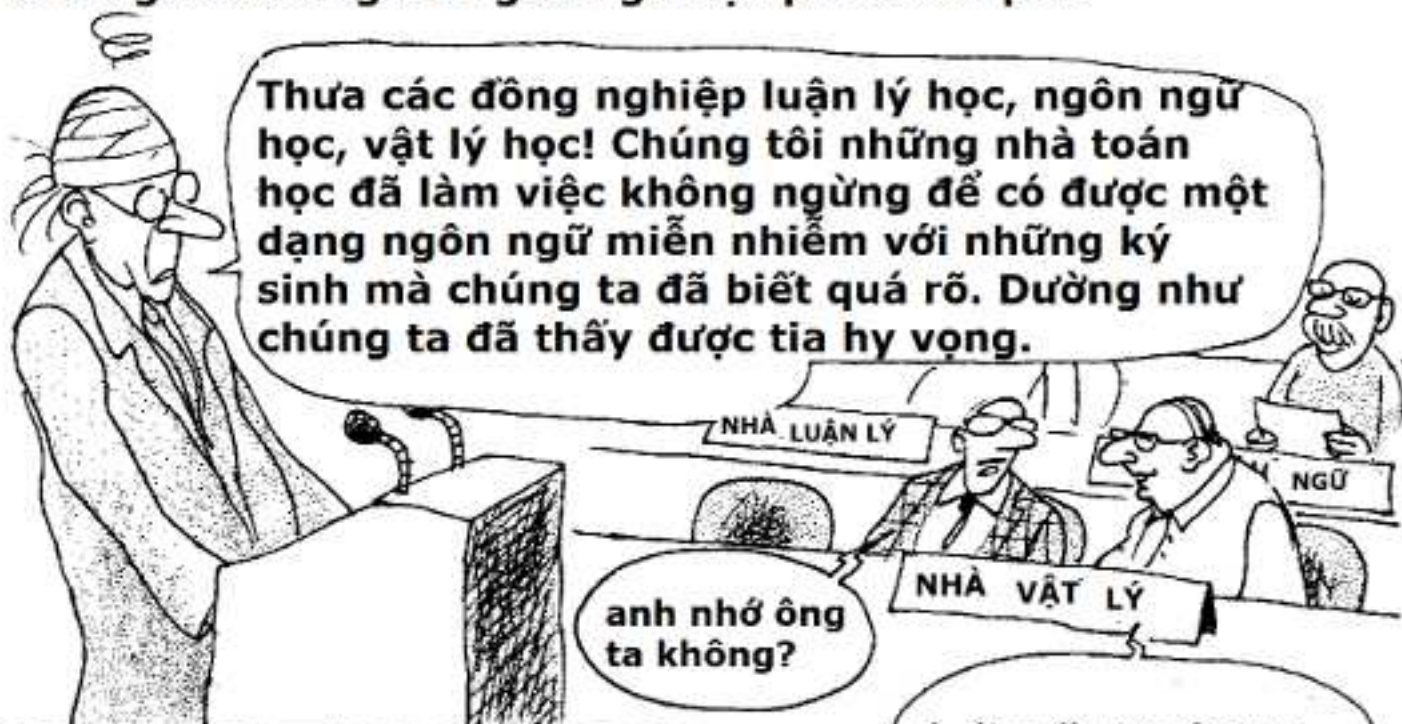 Thưa các đồng nghiệp luận lý học, ngôn ngữ
học, vật lý học! Chúng tôi những nhà toán
học đã làm việc không ngừng để có được một
dạng ngôn ngữ miễn nhiễm với những ký
sinh mà chúng ta đã biết quá rõ. Dường như
chúng ta đã thấy được tia hy vọng.
NHÀ LUẬN LÝ
NGỮ
NHÀ VẬT LÝ
anh nhớ ông
ta không?